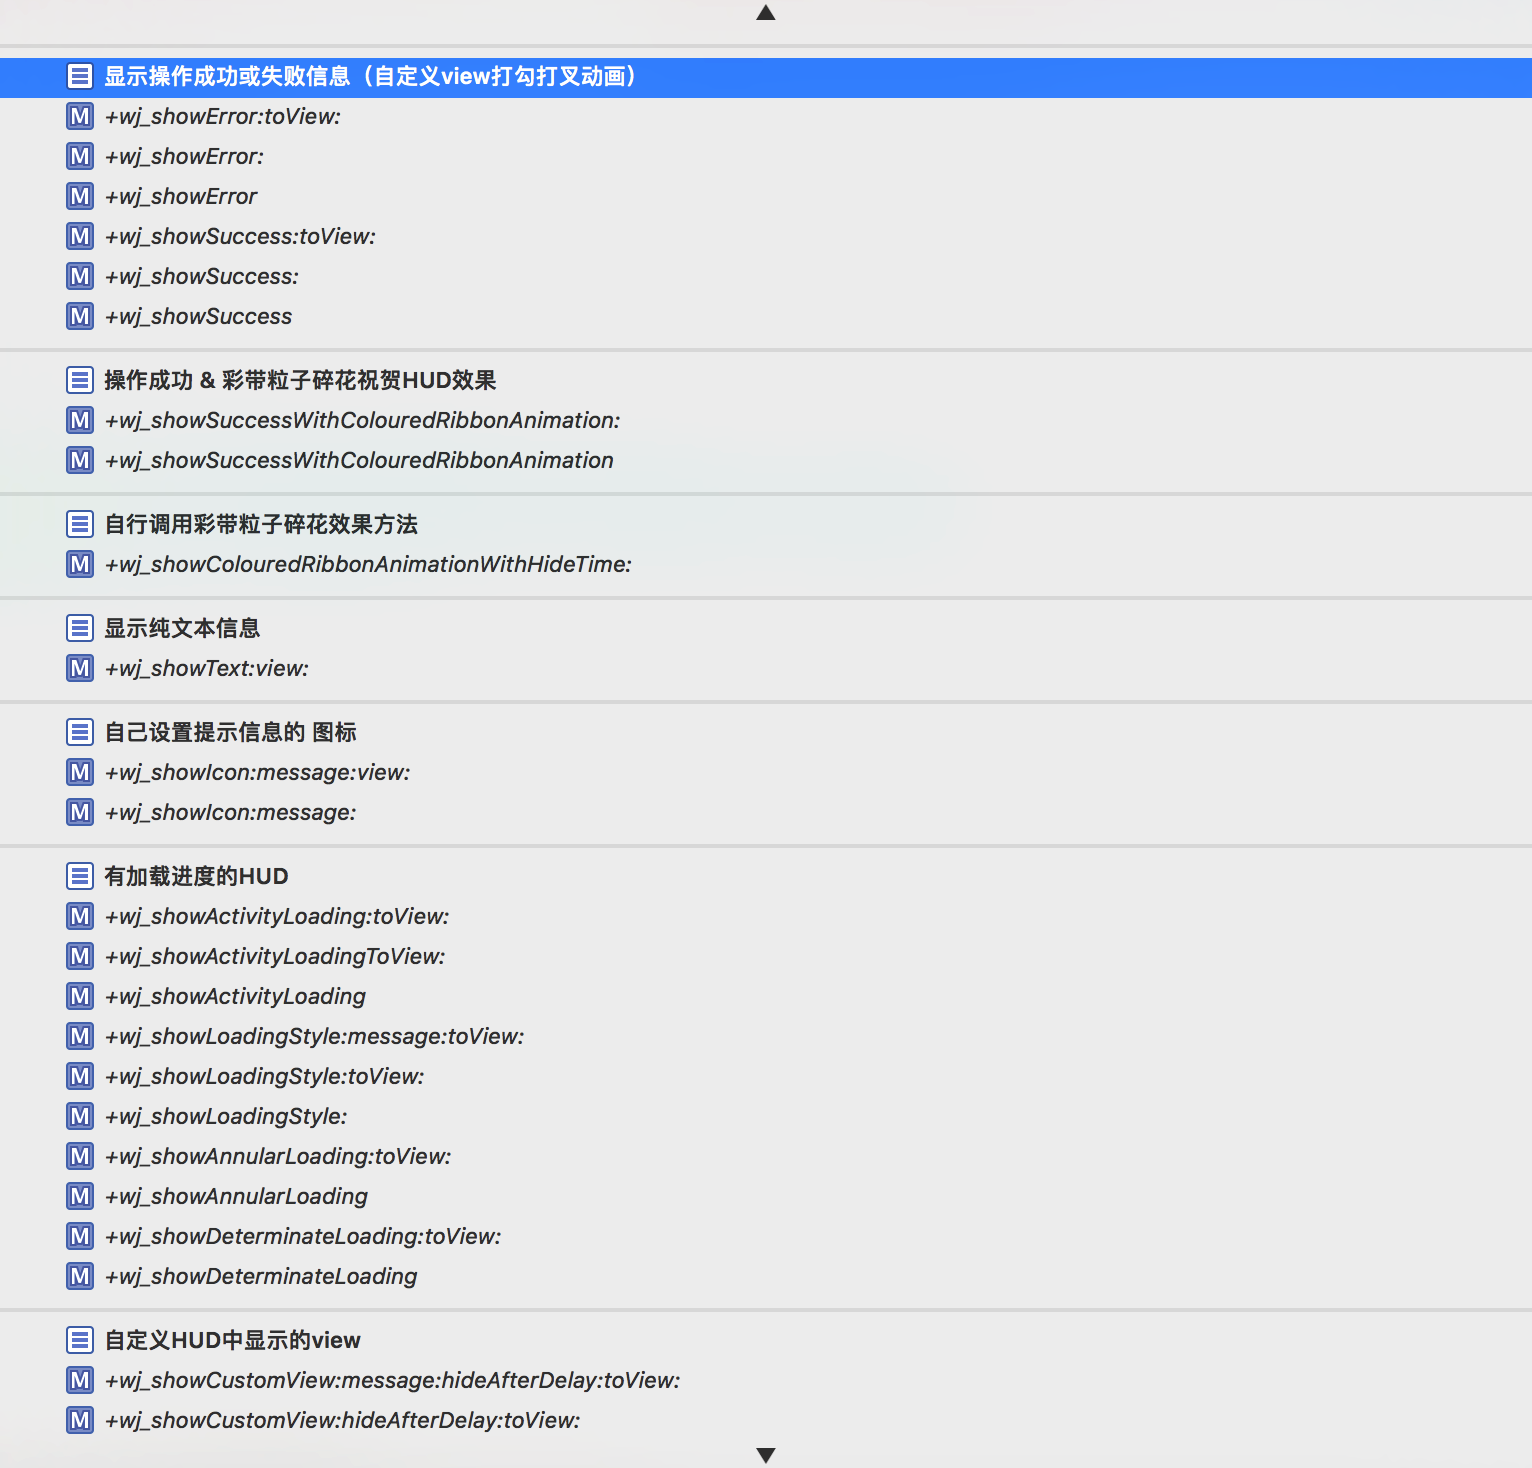 显示操作成功或失败信息（自定义view打勾打叉动画）
M +wj_showError:toView:
M +wj_showError:
M +wj_showError
M +wj_showSuccess:toView:
M +wj_showSuccess:
M +wj_showSuccess
操作成功 & 彩带粒子碎花祝贺HUD效果
M +wj_showSuccessWithColouredRibbonAnimation:
M +wj_showSuccessWithColouredRibbonAnimation
自行调用彩带粒子碎花效果方法
M +wj_showColouredRibbonAnimationWithHideTime:
显示纯文本信息
M +wj_showText:view:
自己设置提示信息的 图标
M +wj_showIcon:message:view:
M +wj_showIcon:message:
有加载进度的HUD
M +wj_showActivityLoading:toView:
M +wj_showActivityLoadingToView:
M +wj_showActivityLoading
M +wj_showLoadingStyle:message:toView:
M +wj_showLoadingStyle:toView:
M +wj_showLoadingStyle:
M +wj_showAnnularLoading:toView:
M +wj_showAnnularLoading
M +wj_showDeterminateLoading:toView:
M +wj_showDeterminateLoading
自定义HUD中显示的view
M +wj_showCustomView:message:hideAfterDelay:toView:
M +wj_showCustomView:hideAfterDelay:toView: